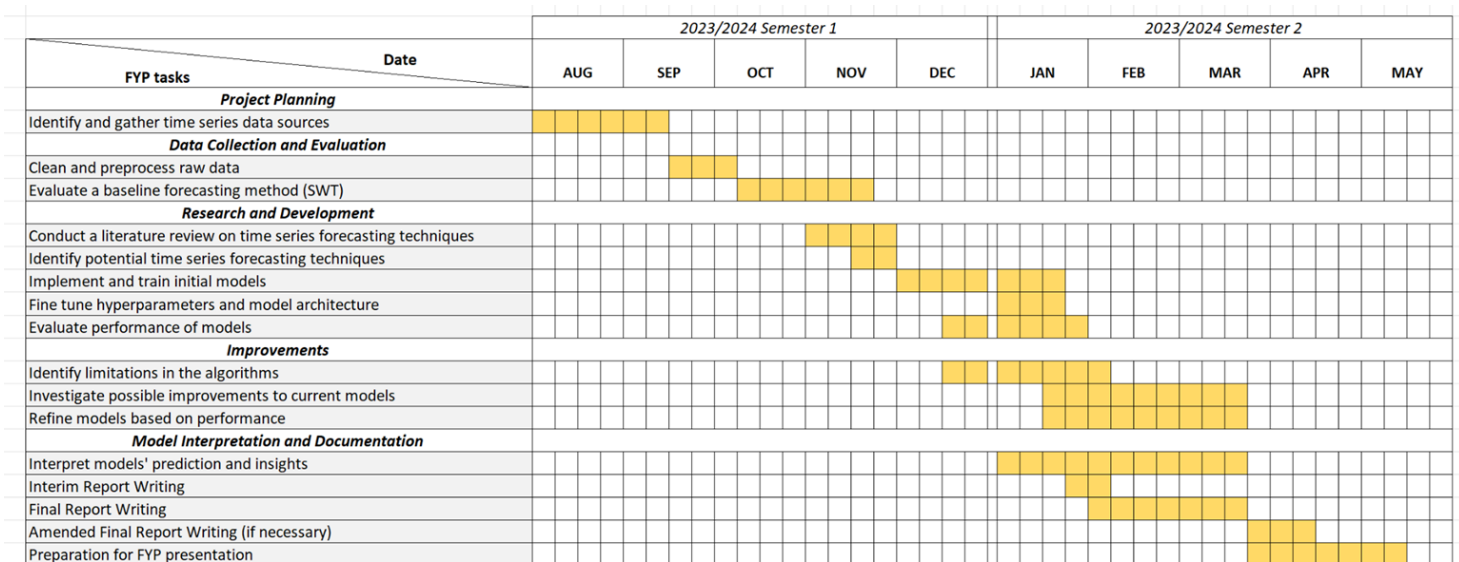 2023/2024 Semester 1 2023/2024 Semester 2
Date
FYP tasks
AUG SEP OCT NOV DEC JAN FEB MAR APR MAY
Project Planning
Identify and gather time series data sources
Data Collection and Evaluation
Clean and preprocess raw data
Evaluate a baseline forecasting method (SWT)
Research and Development
Conduct a literature review on time series forecasting techniques
Identify potential time series forecasting techniques
Implement and train initial models
Fine tune hyperparameters and model architecture
Evaluate performance of models
Improvements
Identify limitations in the algorithms
Investigate possible improvements to current models
Refine models based on performance
Model Interpretation and Documentation
Interpret models' prediction and insights
Interim Report Writing
Final Report Writing
Amended Final Report Writing (if necessary)
Preparation for FYP presentation